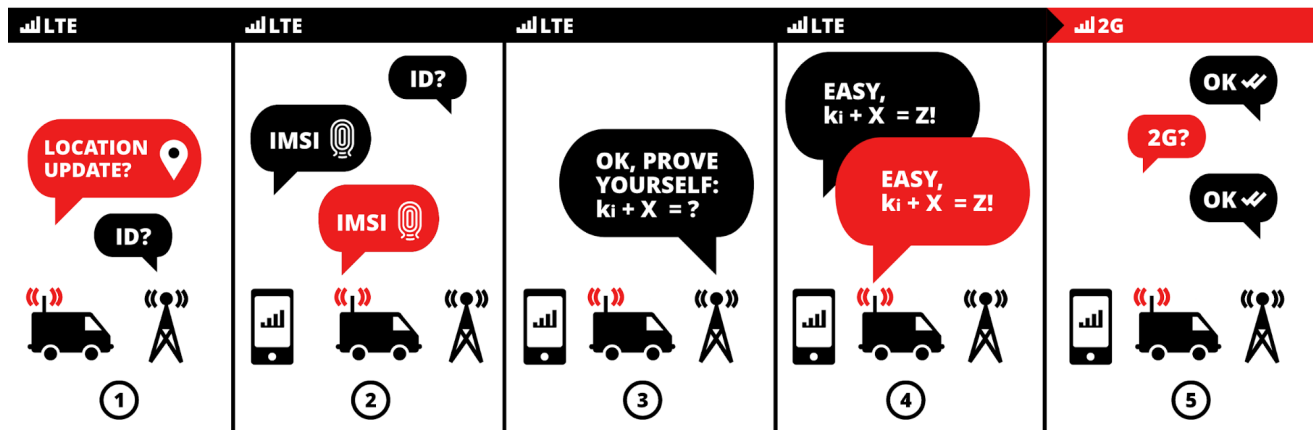 LTE
LOCATION
UPDATE?
ID?
1
LTE
ID?
IMSI
IMSI
2
LTE
OK, PROVE
YOURSELF:
ki + X = ?
3
LTE
EASY,
ki + X = Z!
EASY,
ki + X = Z!
4
2G
OK
2G?
OK
5